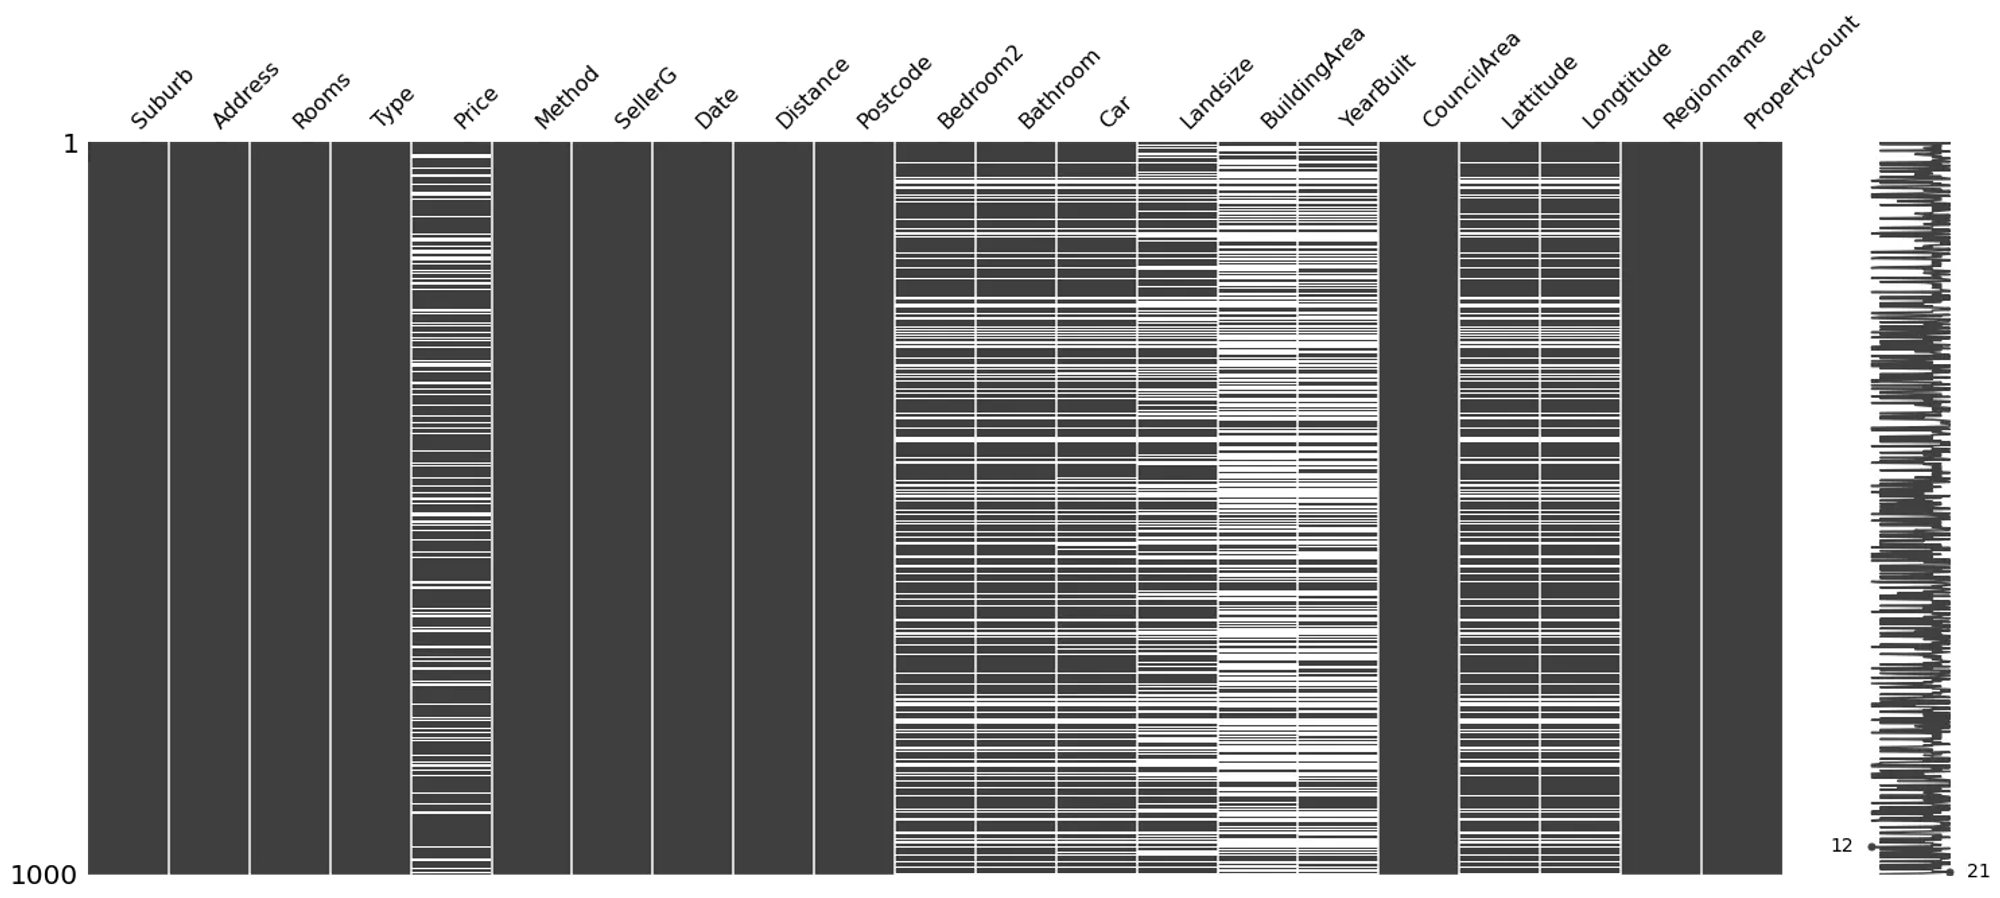 Suburb
Address
Rooms
Type
Price
Method
SellerG
Date
Distance
Postcode
Bedroom2
Bathroom
Car
Landsize
BuildingArea
YearBuilt
CouncilArea
Lattitude
Longtitude
Regionname
Propertycount
1
1000
12
21